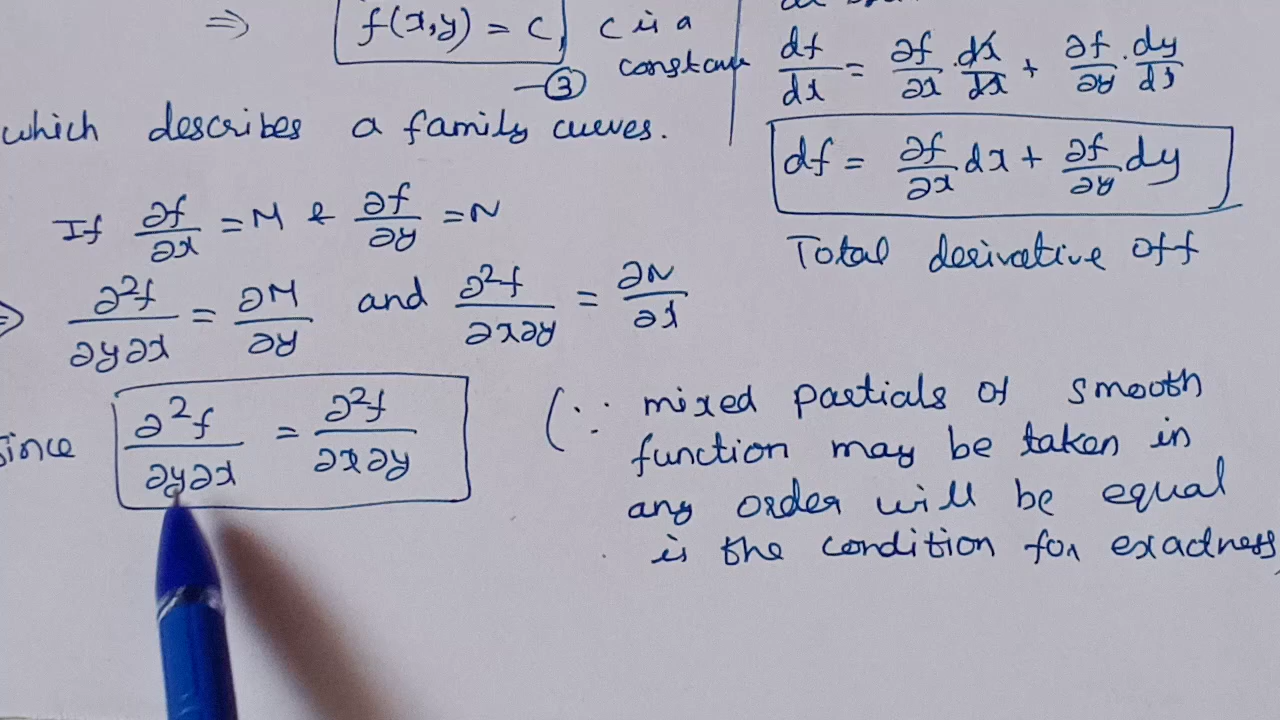 ⇒ f(x,y) = C, C is a
constant
③
which describes a family curves.
If ∂f/∂x = M & ∂f/∂y = N
⇒ ∂²f/∂y∂x = ∂M/∂y and ∂²f/∂x∂y = ∂N/∂x
Since ∂²f/∂y∂x = ∂²f/∂x∂y
df/dx = ∂f/∂x · dx/dx + ∂f/∂y · dy/dx
df = ∂f/∂x dx + ∂f/∂y dy
Total derivative off
(∵ mixed partials of smooth
function may be taken in
any order will be equal
is the condition for exactness